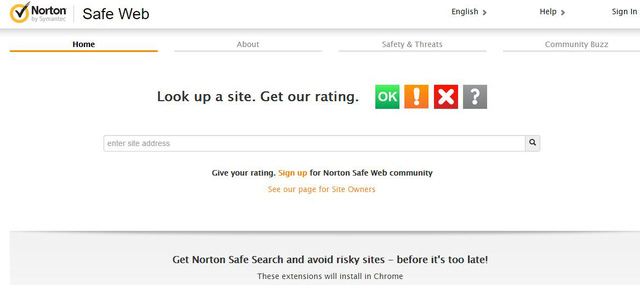 Norton
by Symantec
Safe Web
English
Help
Sign In
Home
About
Safety & Threats
Community Buzz
Look up a site. Get our rating.
OK
!
?
enter site address
Give your rating. Sign up for Norton Safe Web community
See our page for Site Owners
Get Norton Safe Search and avoid risky sites – before it's too late!
These extensions will install in Chrome